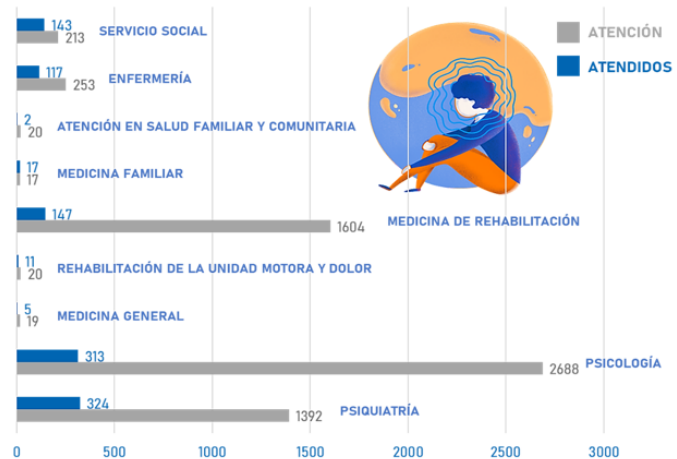 143
SERVICIO SOCIAL
213
ATENCIÓN
ATENDIDOS
117
ENFERMERÍA
253
2
ATENCIÓN EN SALUD FAMILIAR Y COMUNITARIA
20
17
MEDICINA FAMILIAR
17
147
MEDICINA DE REHABILITACIÓN
1604
11
REHABILITACIÓN DE LA UNIDAD MOTORA Y DOLOR
20
5
MEDICINA GENERAL
19
313
PSICOLOGÍA
2688
324
PSIQUIATRÍA
1392
0 500 1000 1500 2000 2500 3000